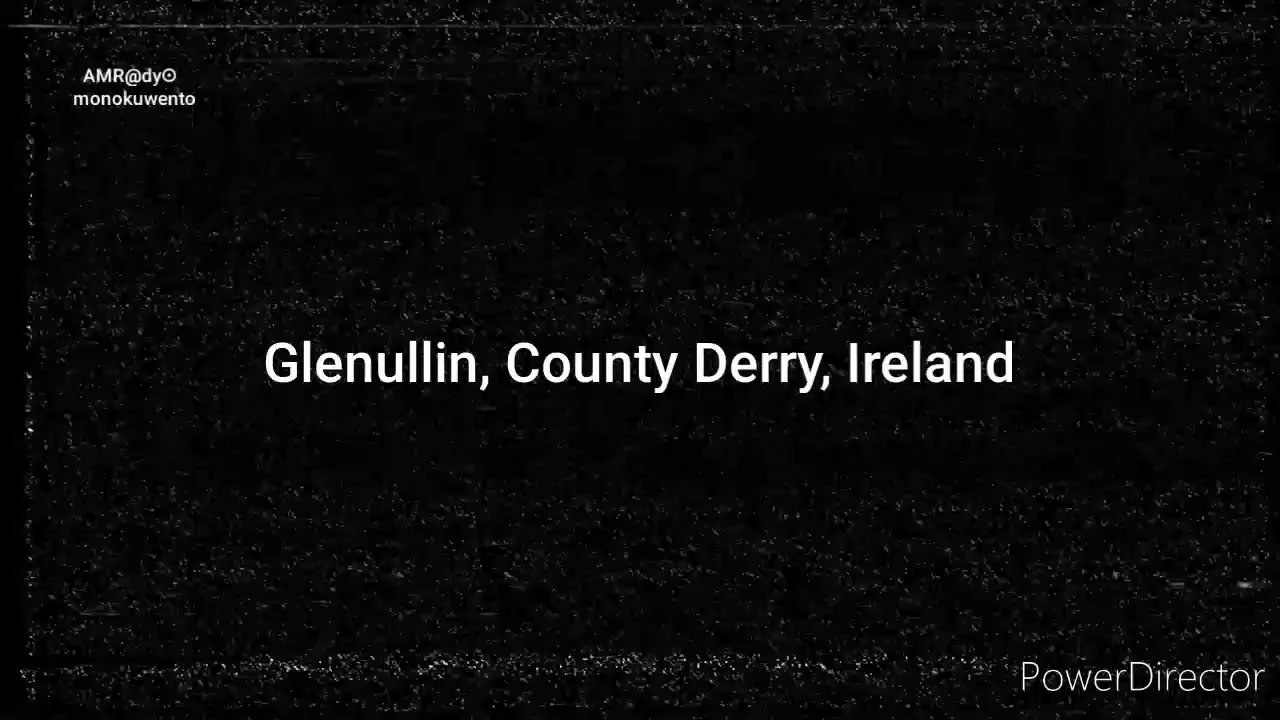 AMR@dy⊙
monokuwento
Glenullin, County Derry, Ireland
PowerDirector